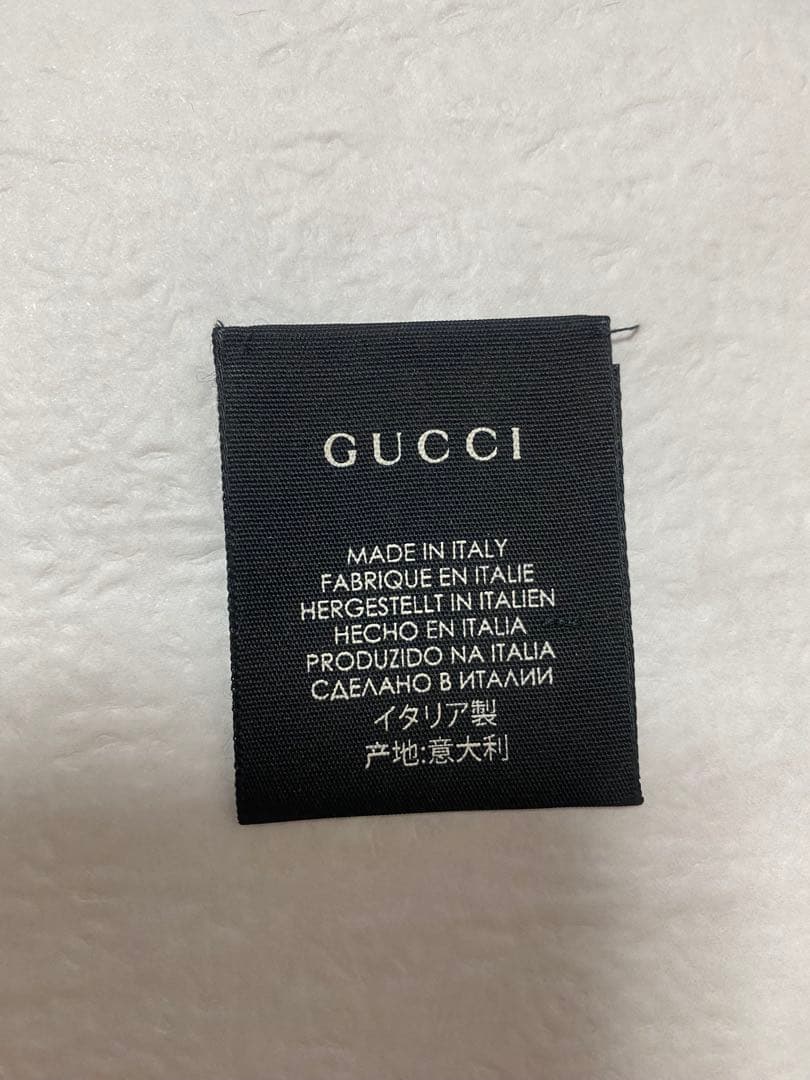 GUCCI
MADE IN ITALY
FABRIQUE EN ITALIE
HERGESTELLT IN ITALIEN
HECHO EN ITALIA
PRODUZIDO NA ITALIA
СДЕЛАНО В ИТАЛИИ
イタリア製
产地:意大利